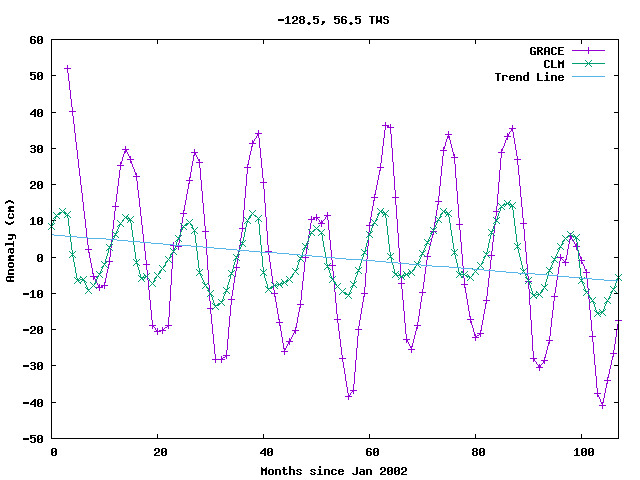 -128.5, 56.5 TWS
GRACE
CLM
Trend Line
60
50
40
30
20
10
0
-10
-20
-30
-40
-50
Anomaly (cm)
0 20 40 60 80 100
Months since Jan 2002